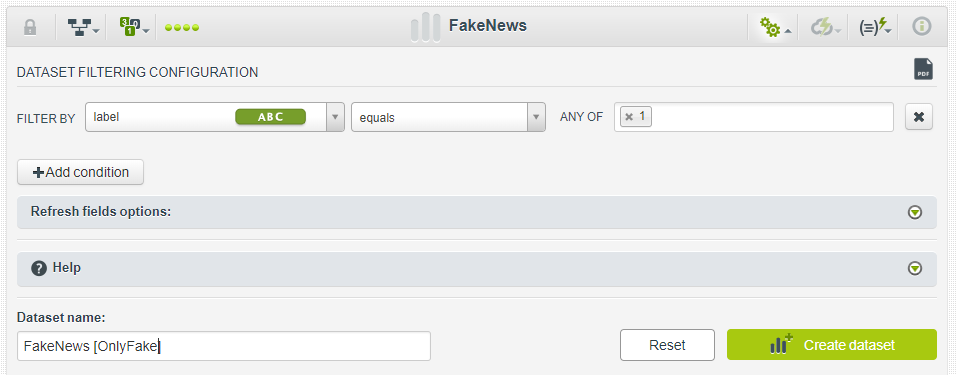 FakeNews
DATASET FILTERING CONFIGURATION
PDF
FILTER BY label ABC equals ANY OF × 1 ×
+Add condition
Refresh fields options:
? Help
Dataset name:
FakeNews [OnlyFake]
Reset
Create dataset